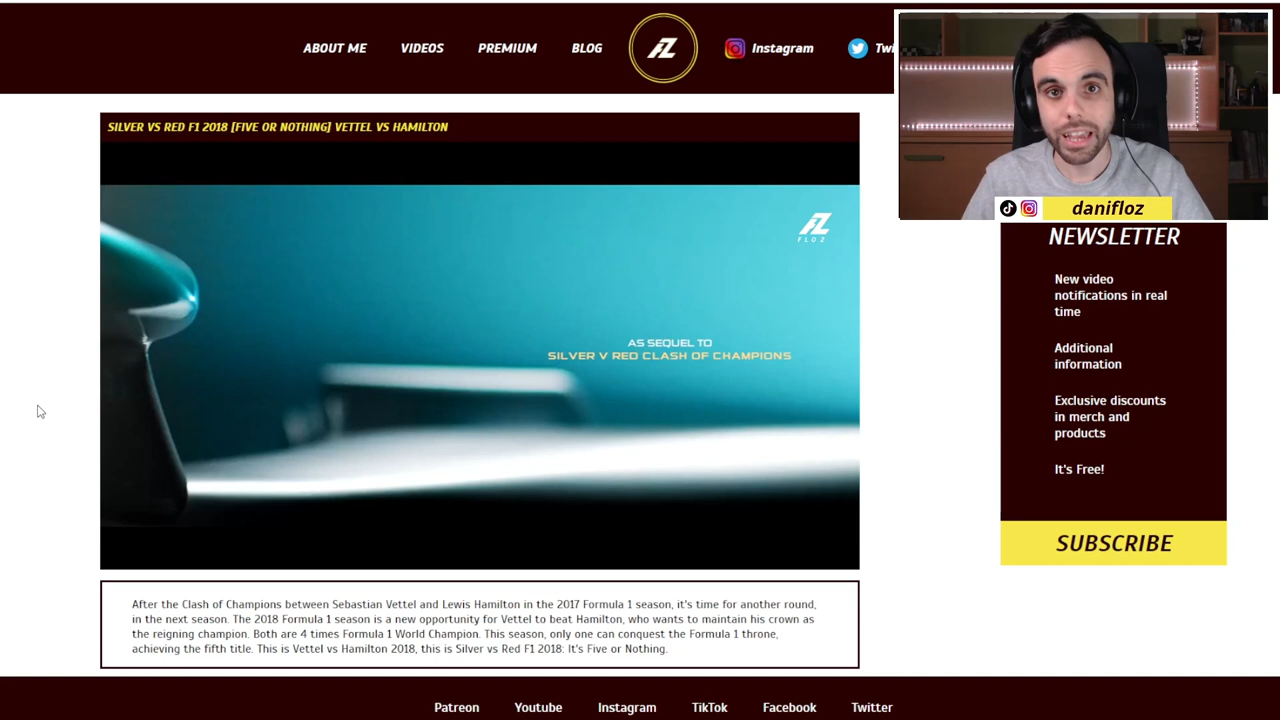 ABOUT ME
VIDEOS
PREMIUM
BLOG
Instagram
SILVER VS RED F1 2018 [FIVE OR NOTHING] VETTEL VS HAMILTON
FLOZ
AS SEQUEL TO
SILVER V RED CLASH OF CHAMPIONS
danifloz
NEWSLETTER
New video
notifications in real
time
Additional
information
Exclusive discounts
in merch and
products
It's Free!
SUBSCRIBE
After the Clash of Champions between Sebastian Vettel and Lewis Hamilton in the 2017 Formula 1 season, it's time for another round,
in the next season. The 2018 Formula 1 season is a new opportunity for Vettel to beat Hamilton, who wants to maintain his crown as
the reigning champion. Both are 4 times Formula 1 World Champion. This season, only one can conquest the Formula 1 throne,
achieving the fifth title. This is Vettel vs Hamilton 2018, this is Silver vs Red F1 2018: It's Five or Nothing.
Patreon
Youtube
Instagram
TikTok
Facebook
Twitter